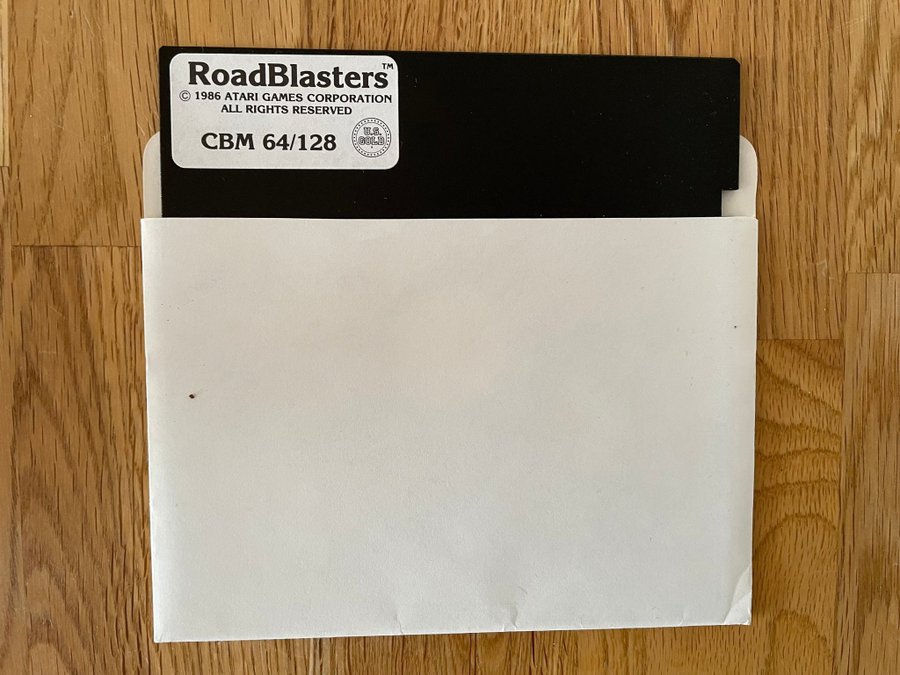 RoadBlasters™
© 1986 ATARI GAMES CORPORATION
ALL RIGHTS RESERVED
CBM 64/128
U.S.
GOLD